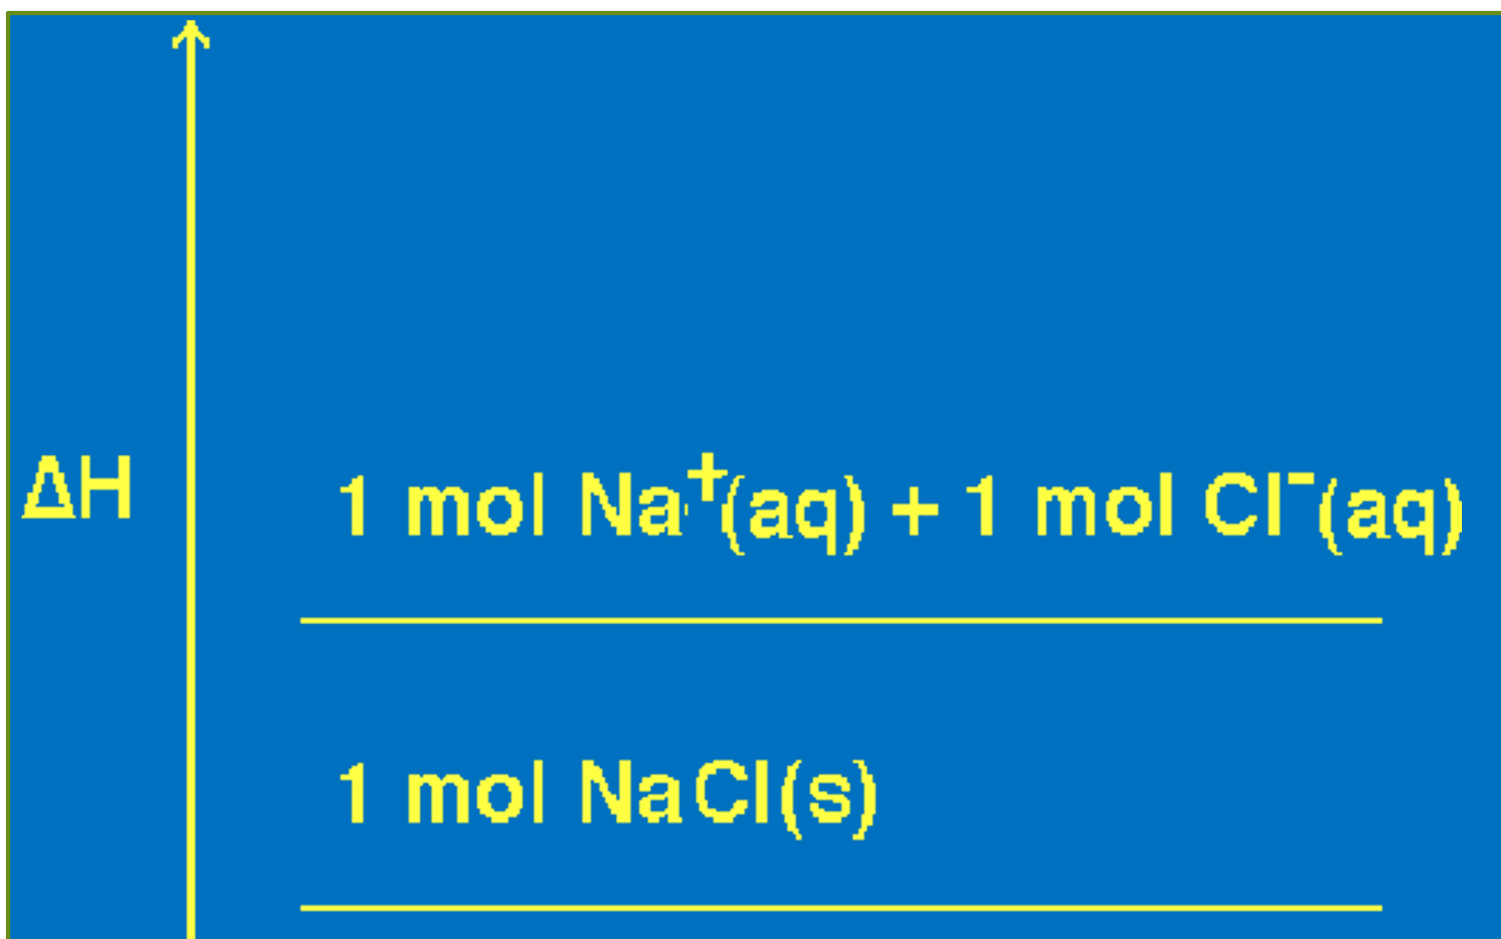 ΔH
1 mol Na⁺(aq) + 1 mol Cl⁻(aq)
1 mol NaCl(s)